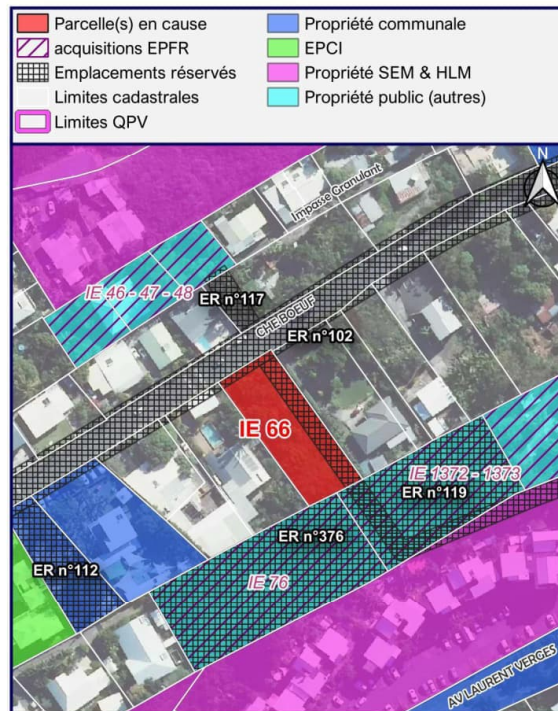 Parcelle(s) en cause
acquisitions EPFR
Emplacements réservés
Limites cadastrales
Limites QPV
Propriété communale
EPCI
Propriété SEM & HLM
Propriété public (autres)
N
Impasse Granulant
IE 46 - 47 - 48
ER n°117
CHE BOEUF
ER n°102
IE 66
IE 1372 - 1373
ER n°119
ER n°376
ER n°112
IE 76
AV LAURENT VERGES